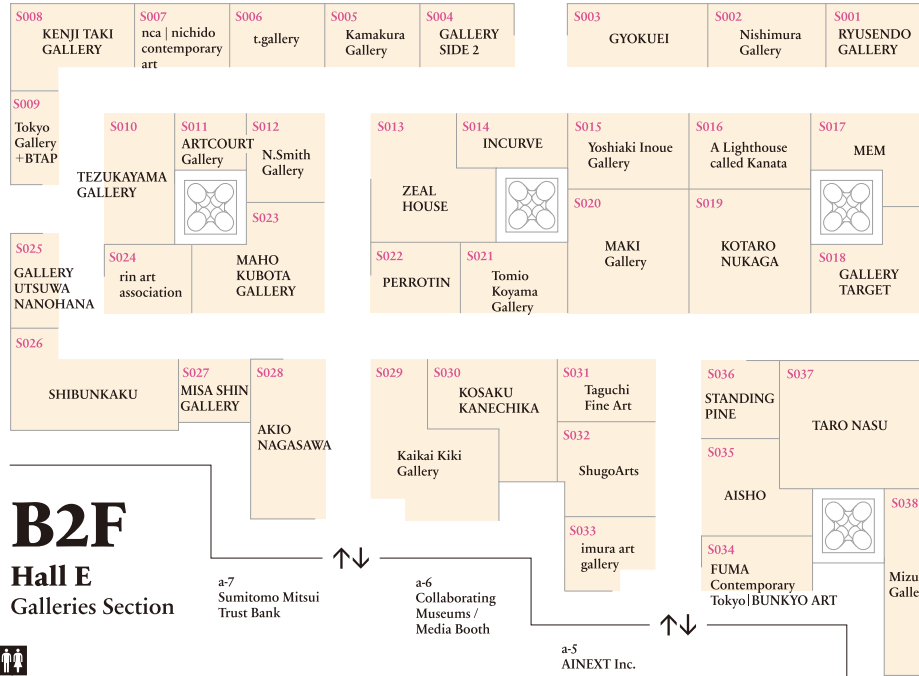 S008
KENJI TAKI
GALLERY
S007
nca | nichido
contemporary
art
S006
t.gallery
S005
Kamakura
Gallery
S004
GALLERY
SIDE 2
S003
GYOKUEI
S002
Nishimura
Gallery
S001
RYUSENDO
GALLERY
S009
Tokyo
Gallery
+BTAP
S010
TEZUKAYAMA
GALLERY
S011
ARTCOURT
Gallery
S012
N.Smith
Gallery
S013
ZEAL
HOUSE
S014
INCURVE
S015
Yoshiaki Inoue
Gallery
S016
A Lighthouse
called Kanata
S017
MEM
S023
MAHO
KUBOTA
GALLERY
S020
MAKI
Gallery
S019
KOTARO
NUKAGA
S018
GALLERY
TARGET
S025
GALLERY
UTSUWA
NANOHANA
S024
rin art
association
S022
PERROTIN
S021
Tomio
Koyama
Gallery
S026
SHIBUNKAKU
S027
MISA SHIN
GALLERY
S028
AKIO
NAGASAWA
S029
Kaikai Kiki
Gallery
S030
KOSAKU
KANECHIKA
S031
Taguchi
Fine Art
S032
ShugoArts
S033
imura art
gallery
S036
STANDING
PINE
S037
TARO NASU
S035
AISHO
S034
FUMA
Contemporary
Tokyo|BUNKYO ART
S038
Mizu
Galle
B2F
Hall E
Galleries Section
a-7
Sumitomo Mitsui
Trust Bank
a-6
Collaborating
Museums /
Media Booth
a-5
AINEXT Inc.